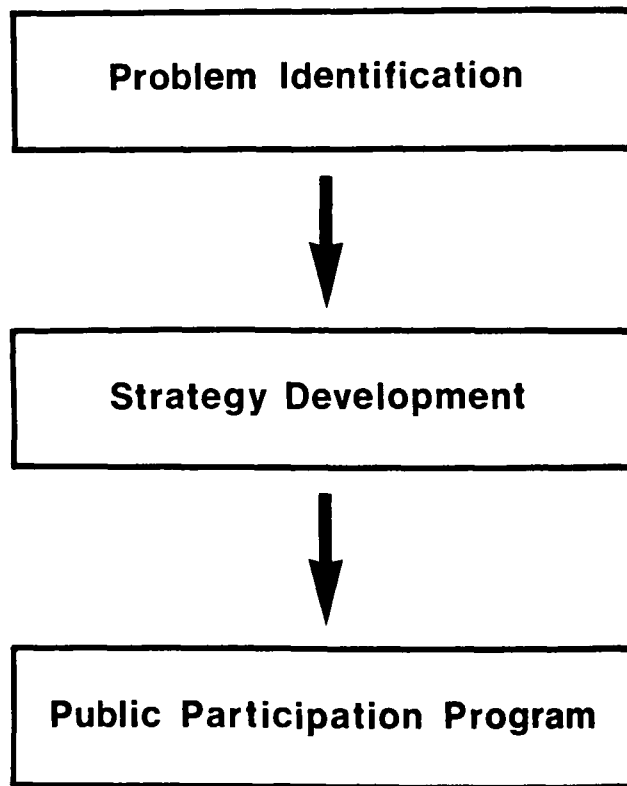 Problem Identification
Strategy Development
Public Participation Program